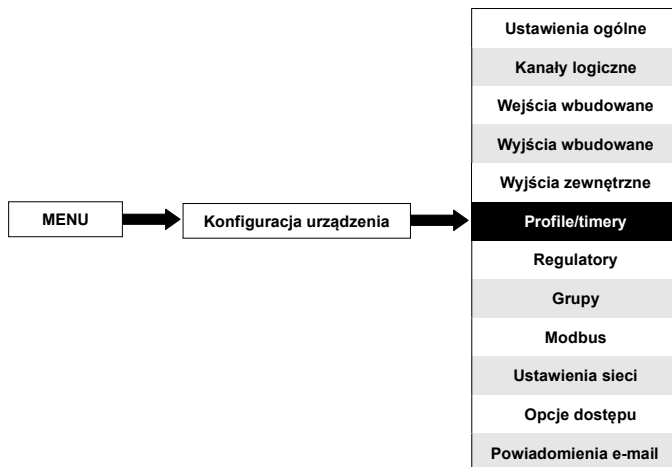 MENU
Konfiguracja urządzenia
Ustawienia ogólne
Kanały logiczne
Wejścia wbudowane
Wyjścia wbudowane
Wyjścia zewnętrzne
Profile/timery
Regulatory
Grupy
Modbus
Ustawienia sieci
Opcje dostępu
Powiadomienia e-mail